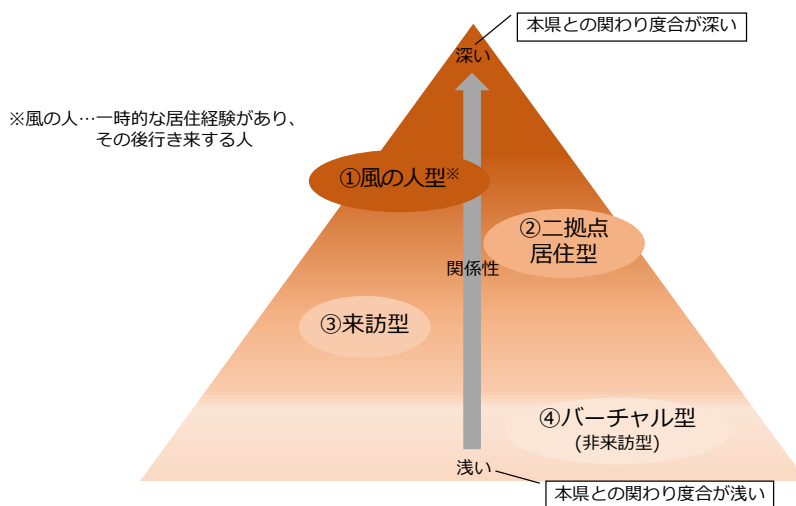 本県との関わり度合が深い
深い
※風の人…一時的な居住経験があり、
その後行き来する人
①風の人型※
②二拠点
居住型
関係性
③来訪型
④バーチャル型
(非来訪型)
浅い
本県との関わり度合が浅い